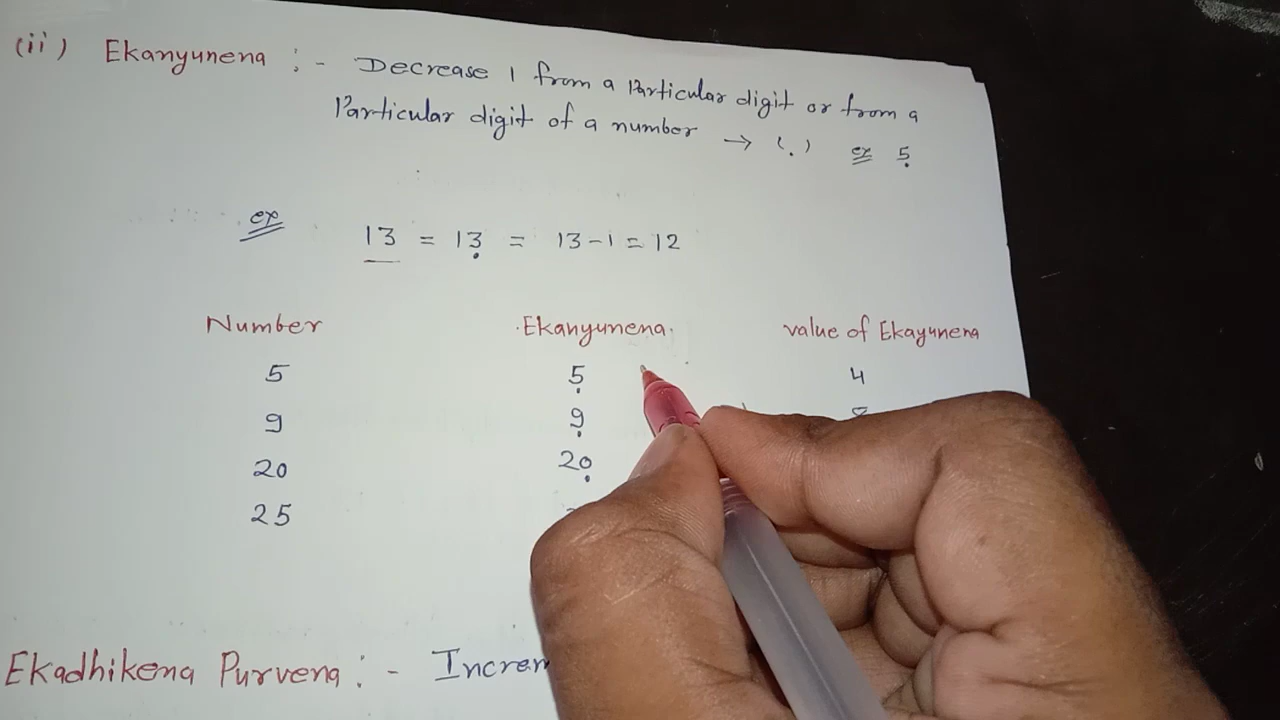 (ii) Ekanyunena :- Decrease 1 from a Particular digit or from a
Particular digit of a number → (.) ex 5̣
ex 13 = 13̣ = 13-1 = 12
Number Ekanyunena value of Ekayunena
5 5̣ 4
9 9̣
20 20̣
25
Ekadhikena Purvena :- Increm